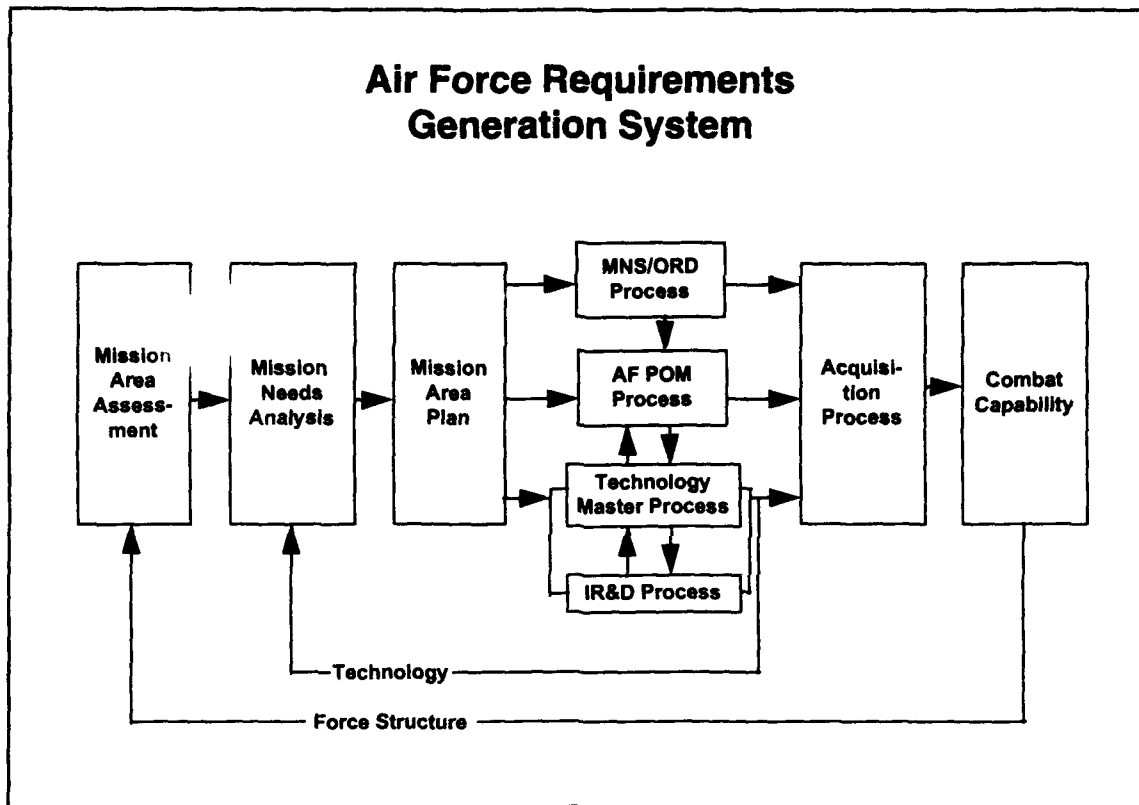 Air Force Requirements
Generation System
Mission
Area
Assess-
ment
Mission
Needs
Analysis
Mission
Area
Plan
MNS/ORD
Process
AF POM
Process
Technology
Master Process
IR&D Process
Acquisi-
tion
Process
Combat
Capability
Technology
Force Structure